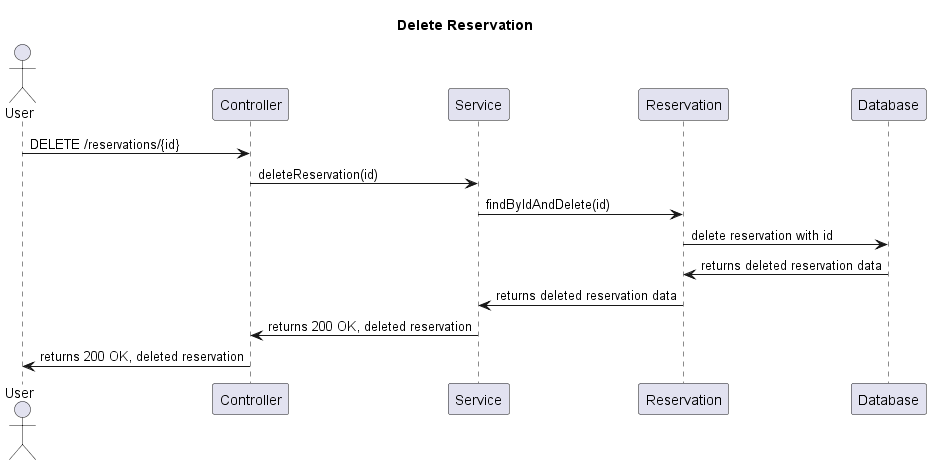 Delete Reservation
User
Controller
Service
Reservation
Database
DELETE /reservations/{id}
deleteReservation(id)
findByIdAndDelete(id)
delete reservation with id
returns deleted reservation data
returns deleted reservation data
returns 200 OK, deleted reservation
returns 200 OK, deleted reservation
User
Controller
Service
Reservation
Database